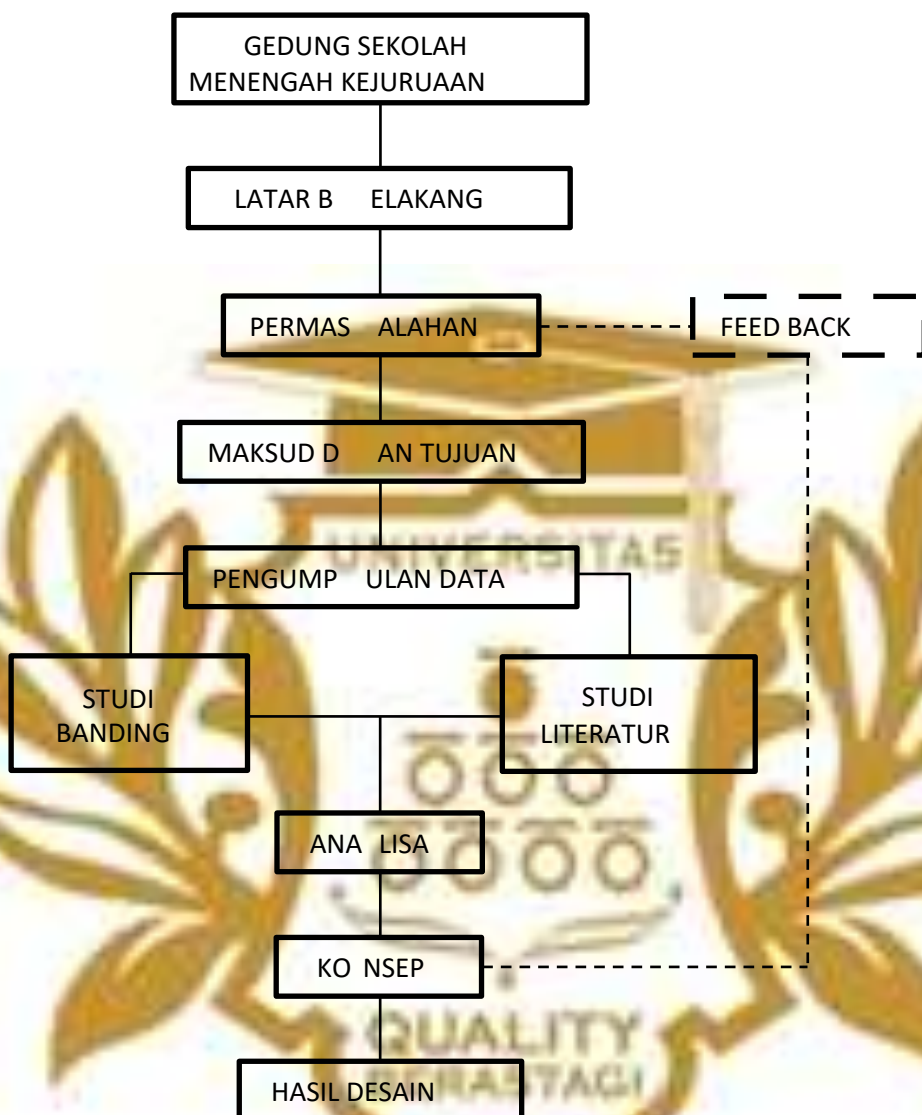 GEDUNG SEKOLAH
MENENGAH KEJURUAAN
LATAR B ELAKANG
PERMAS ALAHAN
FEED BACK
MAKSUD D AN TUJUAN
UNIVERSITAS
PENGUMP ULAN DATA
STUDI
BANDING
STUDI
LITERATUR
ANA LISA
KO NSEP
QUALITY
BERASTAGI
HASIL DESAIN